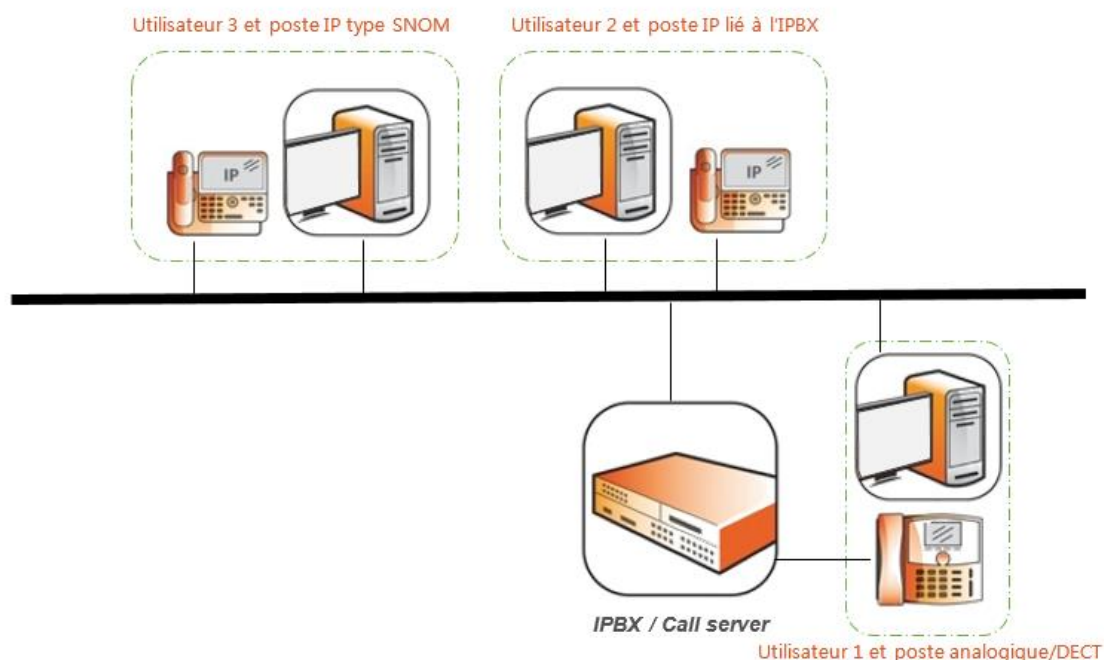 Utilisateur 3 et poste IP type SNOM
Utilisateur 2 et poste IP lié à l'IPBX
IP
IP
IPBX / Call server
Utilisateur 1 et poste analogique/DECT